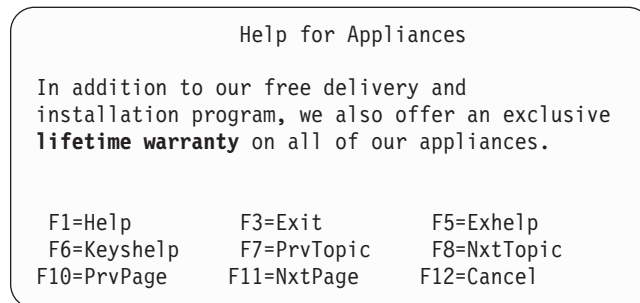 Help for Appliances
In addition to our free delivery and
installation program, we also offer an exclusive
lifetime warranty on all of our appliances.
F1=Help F3=Exit F5=Exhelp
F6=Keyshelp F7=PrvTopic F8=NxtTopic
F10=PrvPage F11=NxtPage F12=Cancel